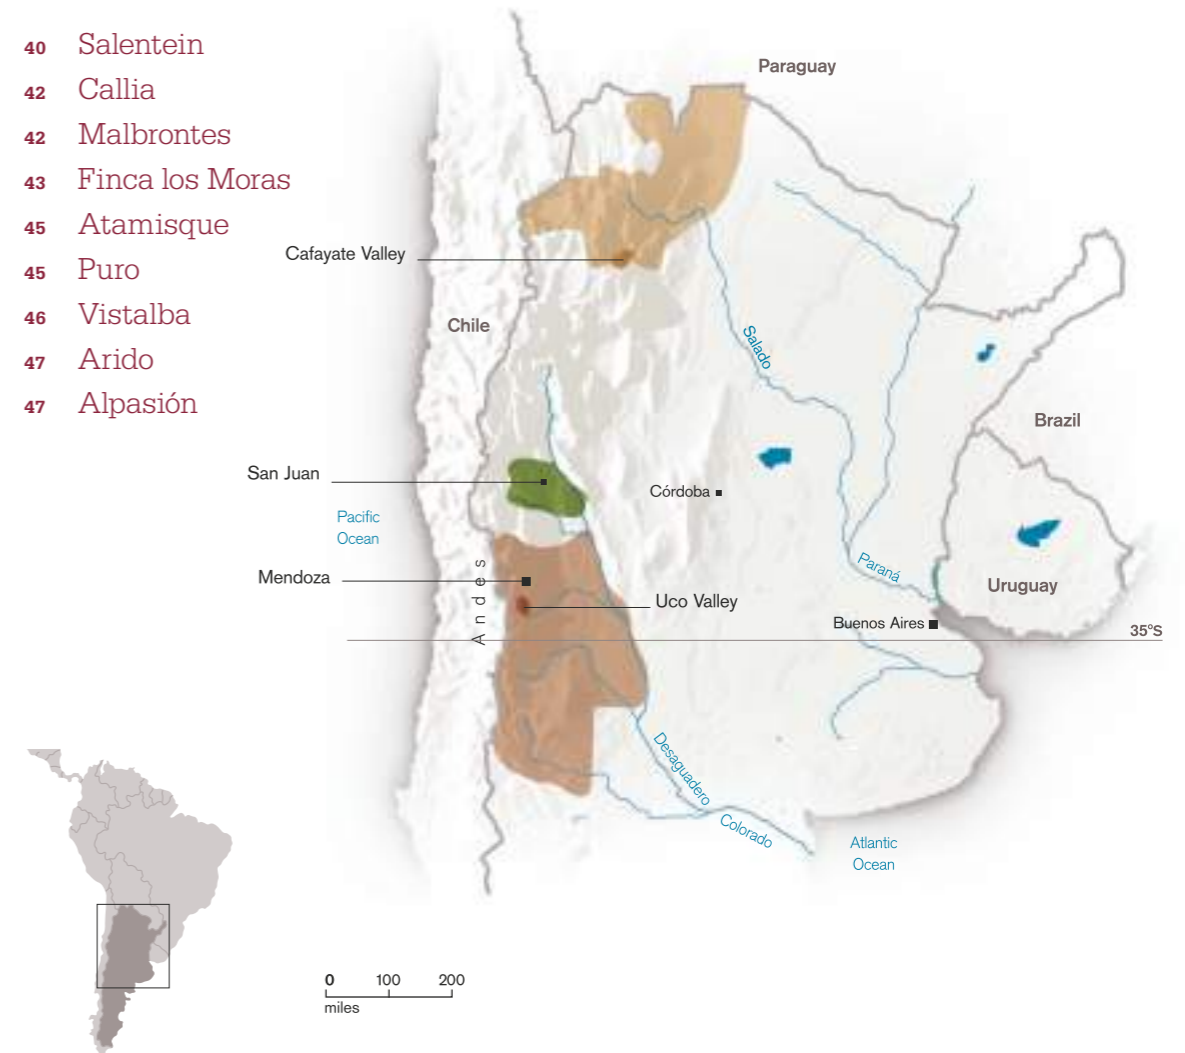 40 Salentein
42 Callia
42 Malbrontes
43 Finca los Moras
45 Atamisque
45 Puro
46 Vistalba
47 Arido
47 Alpasión
Paraguay
Cafayate Valley
Chile
Salado
Brazil
San Juan
Córdoba
Pacific
Ocean
Andes
Mendoza
Paraná
Uruguay
Uco Valley
Buenos Aires
35°S
Desaguadero
Colorado
Atlantic
Ocean
0 100 200
miles